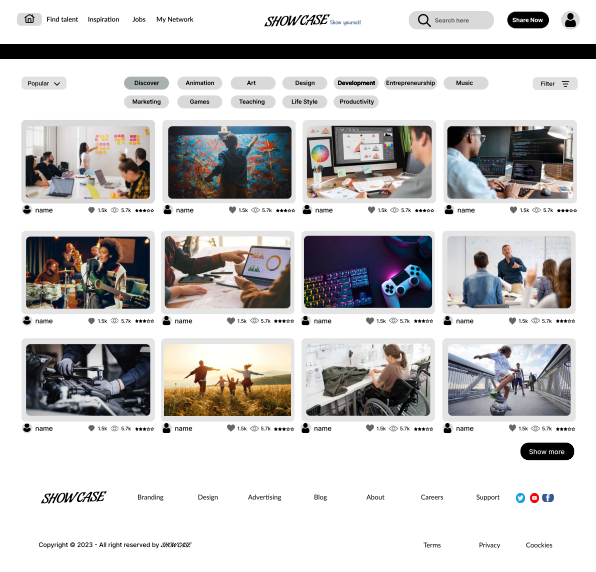 Find talent Inspiration Jobs My Network SHOWCASE Show yourself Search here Share Now
Popular Discover Animation Art Design Development Entrepreneurship Music Filter
Marketing Games Teaching Life Style Productivity
name 1.5k 5.7k name 1.5k 5.7k name 1.5k 5.7k name 1.5k 5.7k
name 1.5k 5.7k name 1.5k 5.7k name 1.5k 5.7k name 1.5k 5.7k
name 1.5k 5.7k name 1.5k 5.7k name 1.5k 5.7k name 1.5k 5.7k
Show more
SHOWCASE Branding Design Advertising Blog About Careers Support
Copyright © 2023 - All right reserved by SHOWCASE Terms Privacy Coockies